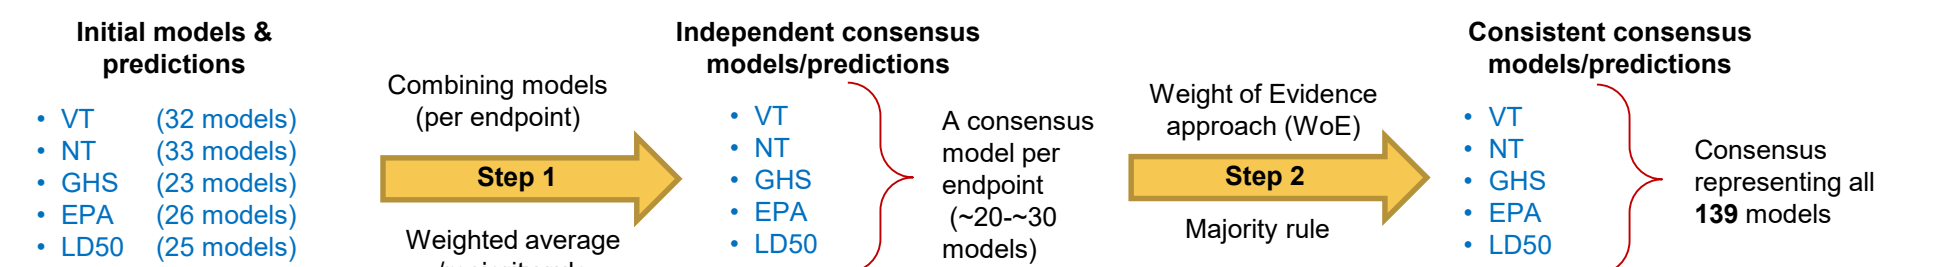 Initial models &
predictions
• VT (32 models)
• NT (33 models)
• GHS (23 models)
• EPA (26 models)
• LD50 (25 models)
Combining models
(per endpoint)
Step 1
Weighted average
Independent consensus
models/predictions
• VT
• NT
• GHS
• EPA
• LD50
A consensus
model per
endpoint
(~20-~30
models)
Weight of Evidence
approach (WoE)
Step 2
Majority rule
Consistent consensus
models/predictions
• VT
• NT
• GHS
• EPA
• LD50
Consensus
representing all
139 models